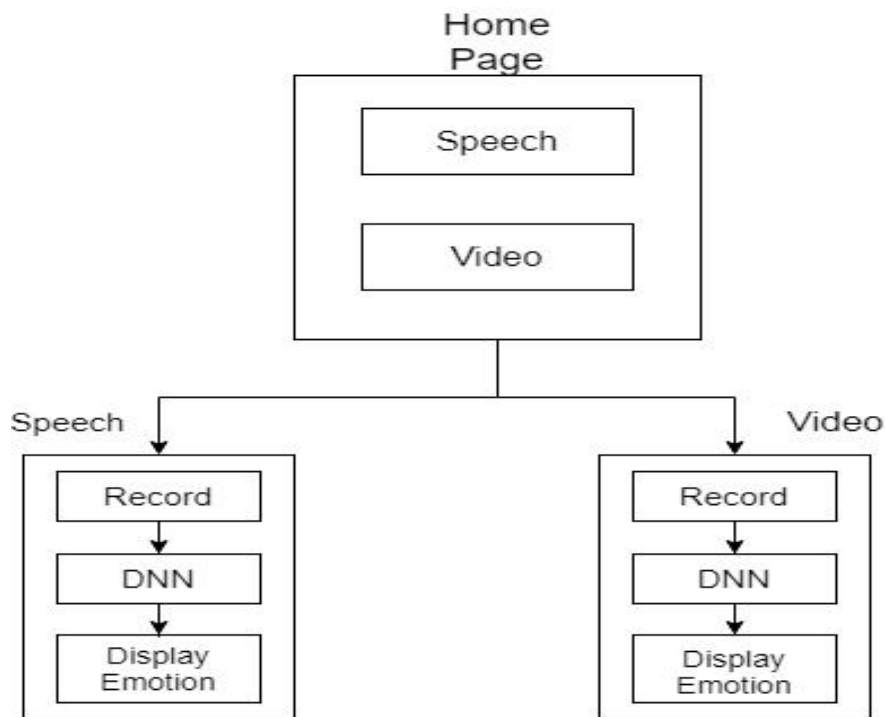 Home
Page
Speech
Video
Speech
Video
Record
DNN
Display
Emotion
Record
DNN
Display
Emotion